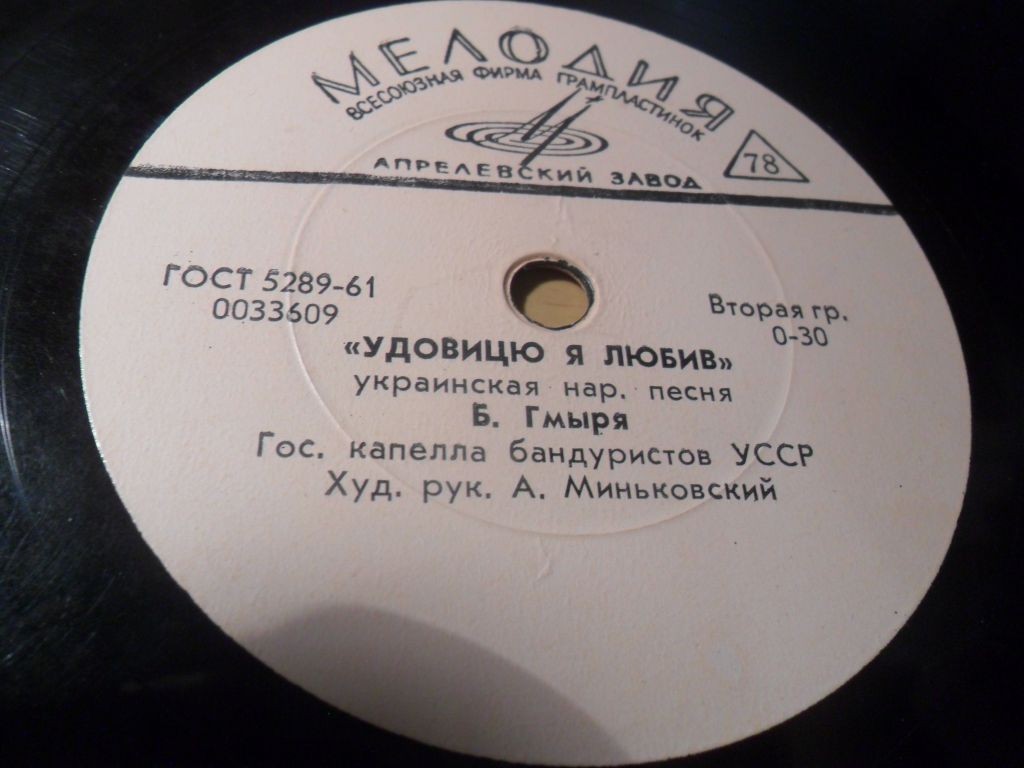 МЕЛОДИЯ
ВСЕСОЮЗНАЯ ФИРМА ГРАМПЛАСТИНОК
АПРЕЛЕВСКИЙ ЗАВОД
78
ГОСТ 5289-61
0033609
Вторая гр.
0-30
«УДОВИЦЮ Я ЛЮБИВ»
украинская нар. песня
Б. Гмыря
Гос. капелла бандуристов УССР
Худ. рук. А. Миньковский